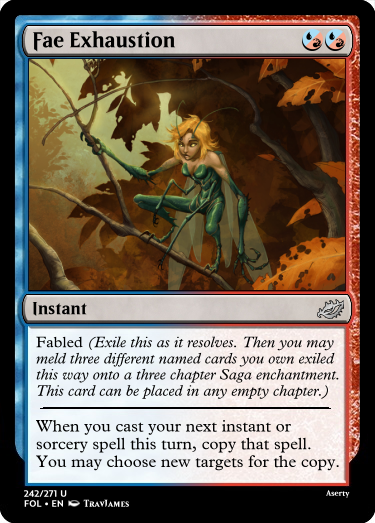 Fae Exhaustion
Instant
Fabled (Exile this as it resolves. Then you may
meld three different named cards you own exiled
this way onto a three chapter Saga enchantment.
This card can be placed in any empty chapter.)
When you cast your next instant or
sorcery spell this turn, copy that spell.
You may choose new targets for the copy.
242/271 U
FOL • EN TravJames
Aserty